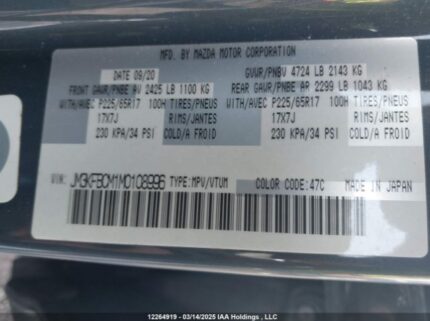 MFD. BY MAZDA MOTOR CORPORATION
DATE 09/20 GVWR/PNBV 4724 LB 2143 KG
FRONT GAWR/PNBE AV 2425 LB 1100 KG REAR GAWR/PNBE AR 2299 LB 1043 KG
WITH/AVEC P225/65R17 100H TIRES/PNEUS WITH/AVEC P225/65R17 100H TIRES/PNEUS
17X7J RIMS/JANTES 17X7J RIMS/JANTES
230 KPA/34 PSI COLD/A FROID 230 KPA/34 PSI COLD/A FROID
VIN: JM3KFBCM1M0108996 TYPE:MPV/VTUM COLOR CODE:47C MADE IN JAPAN
12264919 - 03/14/2025 IAA Holdings , LLC